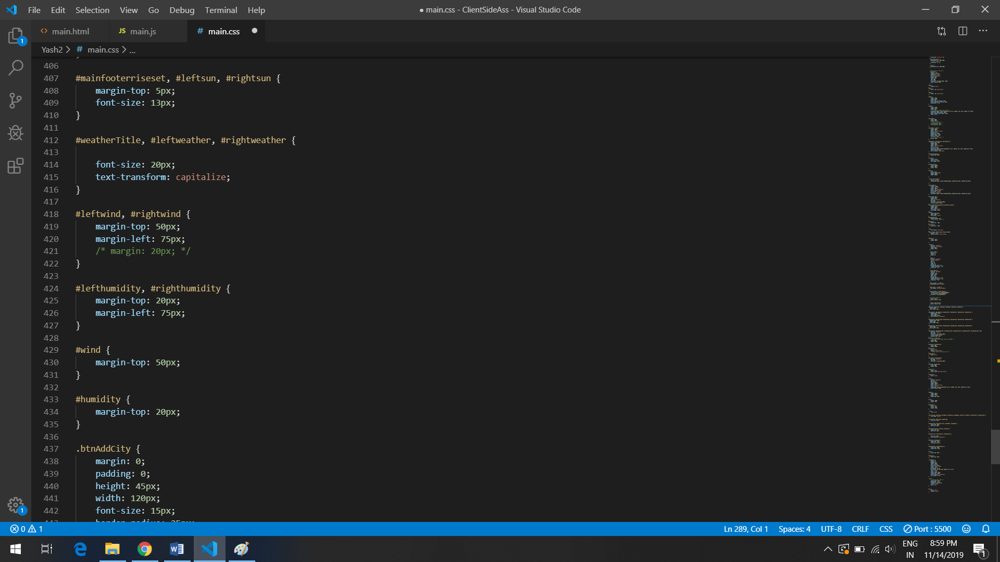 File Edit Selection View Go Debug Terminal Help
● main.css - ClientSideAss - Visual Studio Code
<> main.html
JS main.js
# main.css ●
Yash2 > # main.css > ...
406
407 #mainfooterriseset, #leftsun, #rightsun {
408 margin-top: 5px;
409 font-size: 13px;
410 }
411
412 #weatherTitle, #leftweather, #rightweather {
413
414 font-size: 20px;
415 text-transform: capitalize;
416 }
417
418 #leftwind, #rightwind {
419 margin-top: 50px;
420 margin-left: 75px;
421 /* margin: 20px; */
422 }
423
424 #lefthumidity, #righthumidity {
425 margin-top: 20px;
426 margin-left: 75px;
427 }
428
429 #wind {
430 margin-top: 50px;
431 }
432
433 #humidity {
434 margin-top: 20px;
435 }
436
437 .btnAddCity {
438 margin: 0;
439 padding: 0;
440 height: 45px;
441 width: 120px;
442 font-size: 15px;
1
1
0 1
Ln 289, Col 1 Spaces: 4 UTF-8 CRLF CSS Port : 5500
ENG
IN
8:59 PM
11/14/2019
1